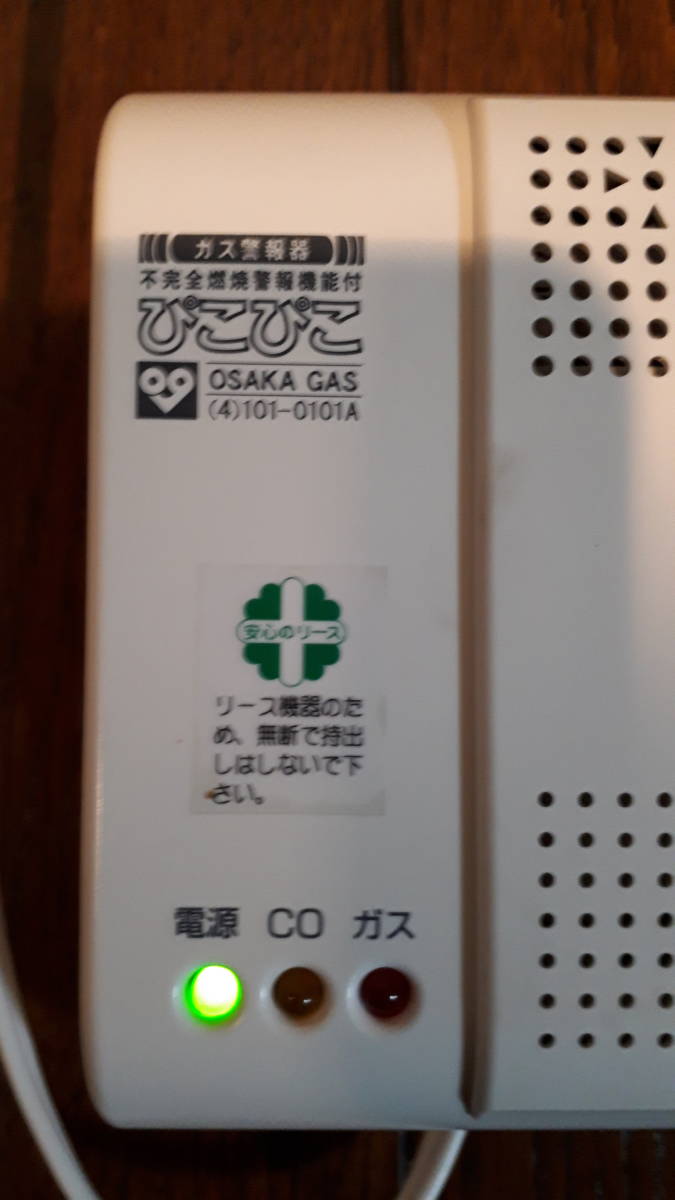 ガス警報器
不完全燃焼警報機能付
ぴこぴこ
OSAKA GAS
(4)101-0101A
安心のリース
リース機器のた
め、無断で持出
しはしないで下
さい。
電源 CO ガス